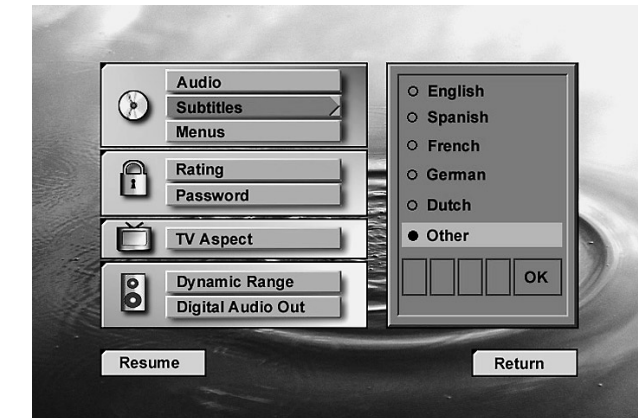 Audio
Subtitles
Menus
Rating
Password
TV Aspect
Dynamic Range
Digital Audio Out
English
Spanish
French
German
Dutch
Other
OK
Resume
Return